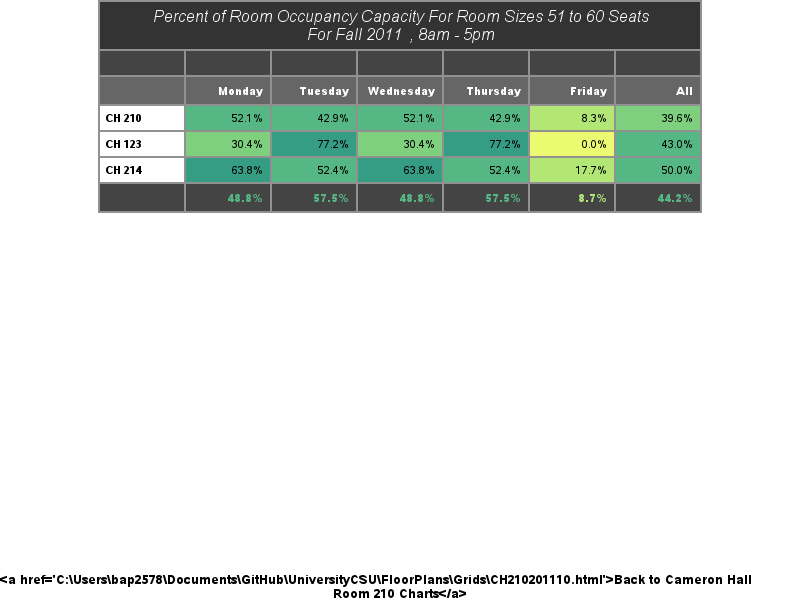 Percent of Room Occupancy Capacity For Room Sizes 51 to 60 Seats
For Fall 2011 , 8am - 5pm
Monday Tuesday Wednesday Thursday Friday All
CH 210 52.1% 42.9% 52.1% 42.9% 8.3% 39.6%
CH 123 30.4% 77.2% 30.4% 77.2% 0.0% 43.0%
CH 214 63.8% 52.4% 63.8% 52.4% 17.7% 50.0%
48.8% 57.5% 48.8% 57.5% 8.7% 44.2%
<a href='C:\Users\bap2578\Documents\GitHub\UniversityCSU\FloorPlans\Grids\CH210201110.html'>Back to Cameron Hall
Room 210 Charts</a>